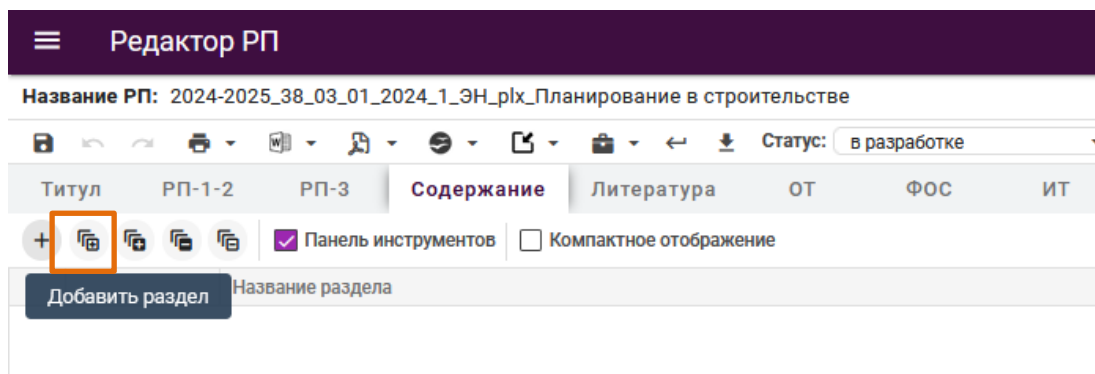 Редактор РП
Название РП: 2024-2025_38_03_01_2024_1_ЭН_plx_Планирование в строительстве
Статус: в разработке
Титул РП-1-2 РП-3 Содержание Литература ОТ ФОС ИТ
Панель инструментов Компактное отображение
Добавить раздел Название раздела